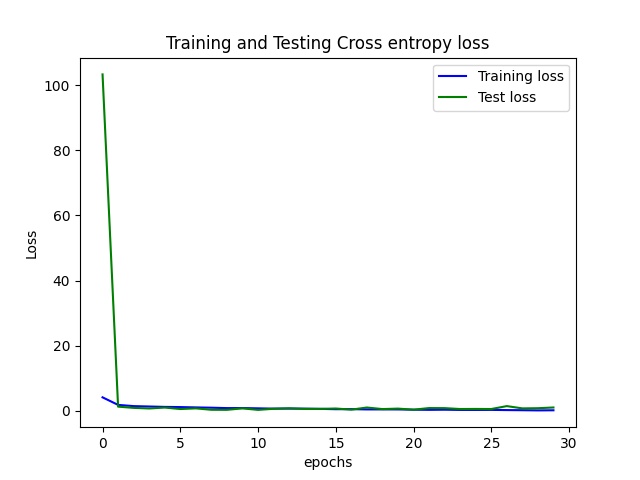 Training and Testing Cross entropy loss
Training loss
Test loss
100
80
60
40
20
0
Loss
0 5 10 15 20 25 30
epochs